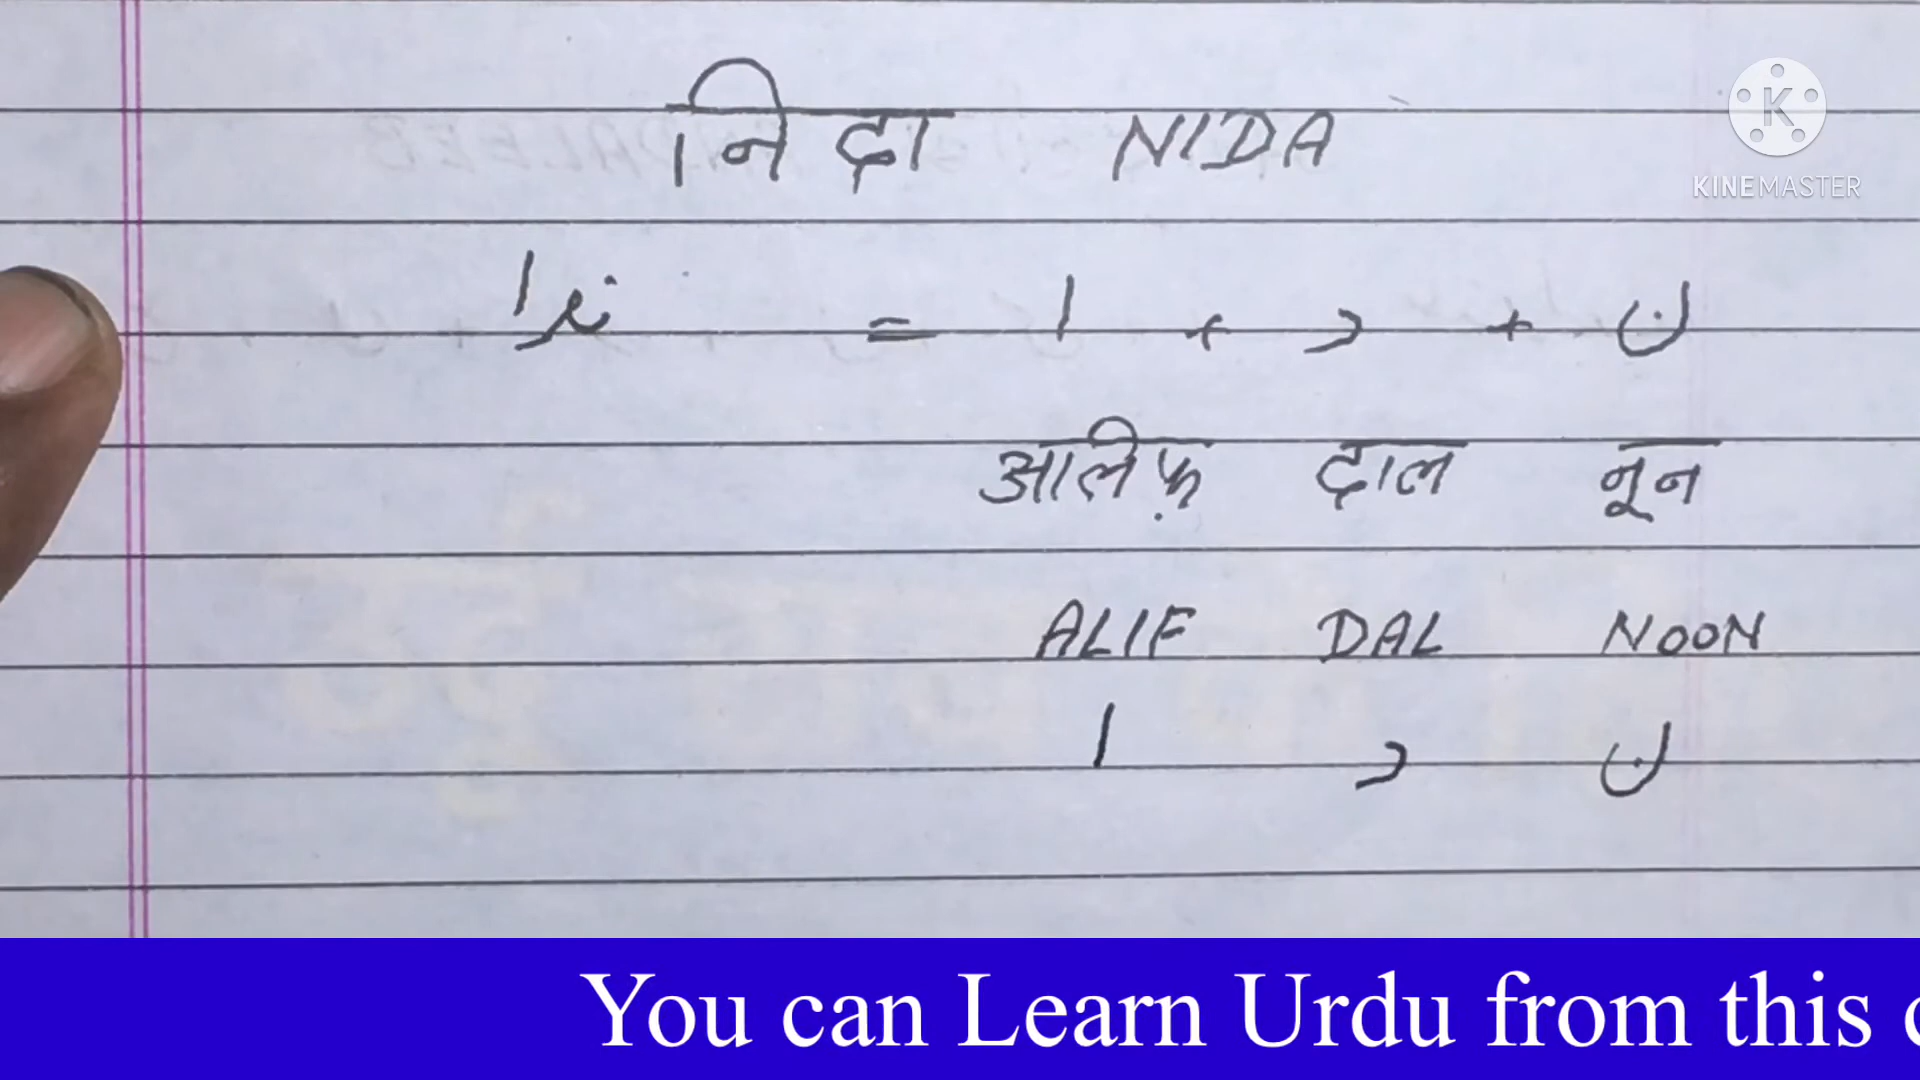 निदा NIDA
KINEMASTER
ندا = ا + د + ن
आलिफ़ दाल नून
ALIF DAL NOON
ا د ن
You can Learn Urdu from this c